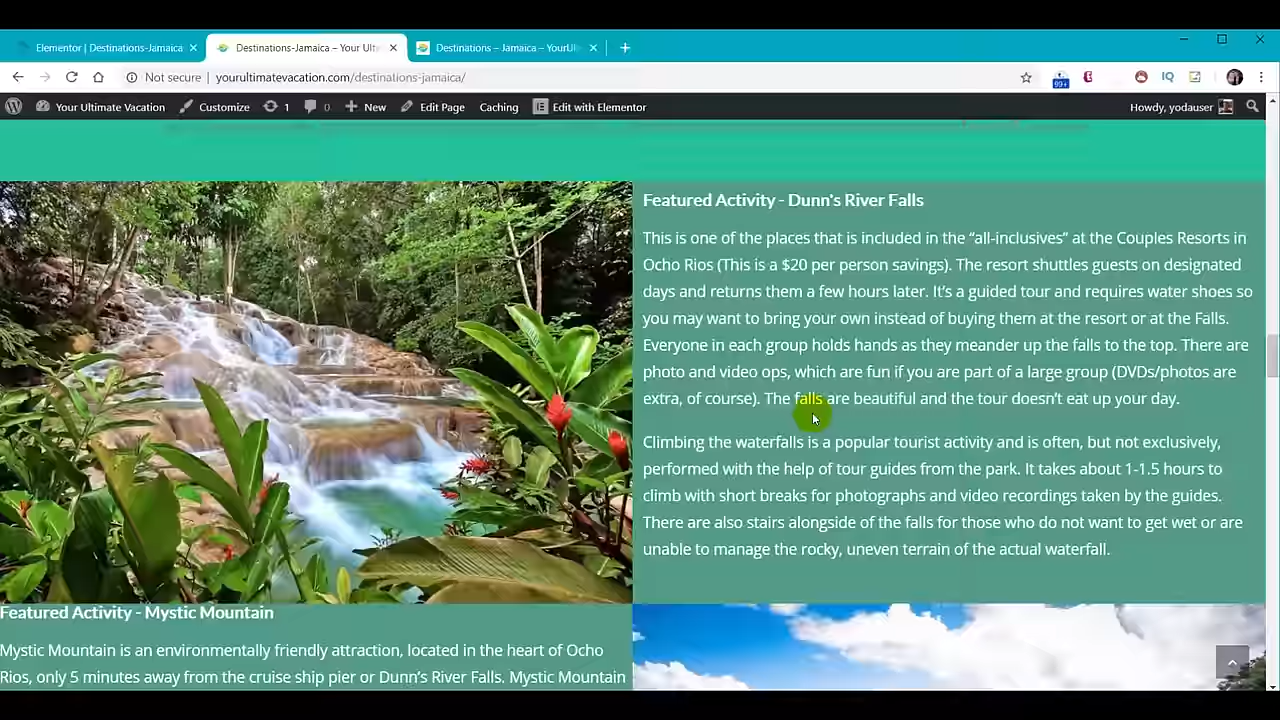 Elementor | Destinations-Jamaica
Destinations-Jamaica – Your Ulti
Destinations – Jamaica – YourUl
Not secure | yourultimatevacation.com/destinations-jamaica/
99+
IQ
Your Ultimate Vacation
Customize
1
0
New
Edit Page
Caching
Edit with Elementor
Howdy, yodauser
Featured Activity - Dunn's River Falls
This is one of the places that is included in the “all-inclusives” at the Couples Resorts in
Ocho Rios (This is a $20 per person savings). The resort shuttles guests on designated
days and returns them a few hours later. It’s a guided tour and requires water shoes so
you may want to bring your own instead of buying them at the resort or at the Falls.
Everyone in each group holds hands as they meander up the falls to the top. There are
photo and video ops, which are fun if you are part of a large group (DVDs/photos are
extra, of course). The falls are beautiful and the tour doesn’t eat up your day.
Climbing the waterfalls is a popular tourist activity and is often, but not exclusively,
performed with the help of tour guides from the park. It takes about 1-1.5 hours to
climb with short breaks for photographs and video recordings taken by the guides.
There are also stairs alongside of the falls for those who do not want to get wet or are
unable to manage the rocky, uneven terrain of the actual waterfall.
Featured Activity - Mystic Mountain
Mystic Mountain is an environmentally friendly attraction, located in the heart of Ocho
Rios, only 5 minutes away from the cruise ship pier or Dunn’s River Falls. Mystic Mountain